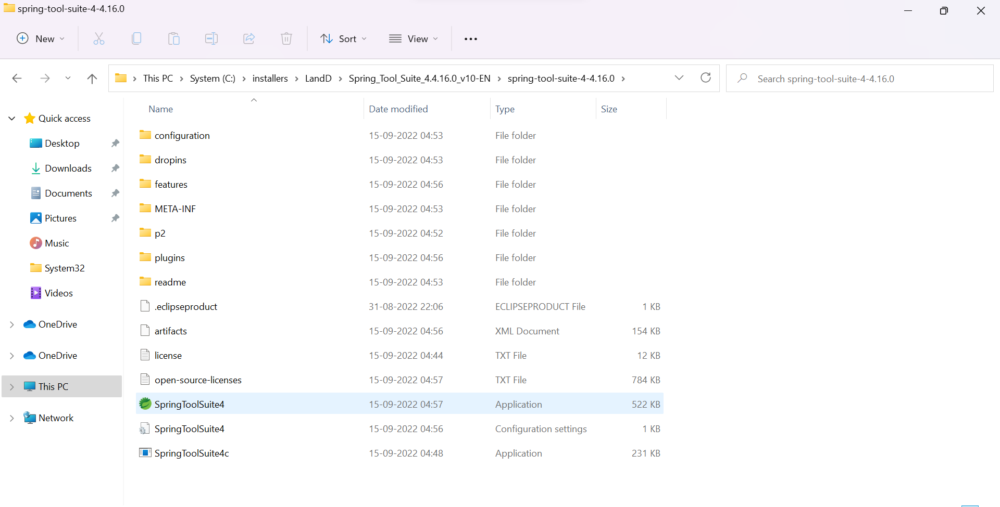 spring-tool-suite-4-4.16.0
New Sort View
This PC System (C:) installers LandD Spring_Tool_Suite_4.4.16.0_v10-EN spring-tool-suite-4-4.16.0 Search spring-tool-suite-4-4.16.0
Quick access
Desktop
Downloads
Documents
Pictures
Music
System32
Videos
OneDrive
OneDrive
This PC
Network
Name Date modified Type Size
configuration 15-09-2022 04:53 File folder
dropins 15-09-2022 04:53 File folder
features 15-09-2022 04:56 File folder
META-INF 15-09-2022 04:53 File folder
p2 15-09-2022 04:52 File folder
plugins 15-09-2022 04:56 File folder
readme 15-09-2022 04:53 File folder
.eclipseproduct 31-08-2022 22:06 ECLIPSEPRODUCT File 1 KB
artifacts 15-09-2022 04:56 XML Document 154 KB
license 15-09-2022 04:44 TXT File 12 KB
open-source-licenses 15-09-2022 04:57 TXT File 784 KB
SpringToolSuite4 15-09-2022 04:57 Application 522 KB
SpringToolSuite4 15-09-2022 04:56 Configuration settings 1 KB
SpringToolSuite4c 15-09-2022 04:48 Application 231 KB